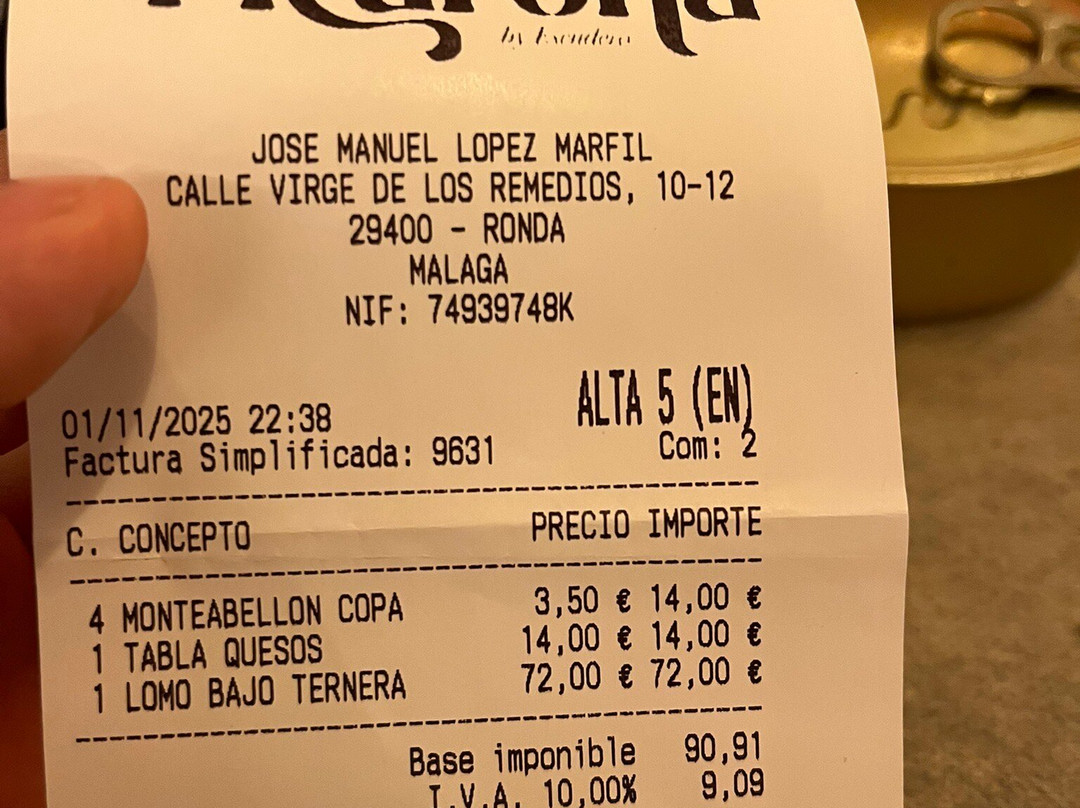 by Escudero
JOSE MANUEL LOPEZ MARFIL
CALLE VIRGE DE LOS REMEDIOS, 10-12
29400 - RONDA
MALAGA
NIF: 74939748K
ALTA 5 (EN)
01/11/2025 22:38
Factura Simplificada: 9631 Com: 2
C. CONCEPTO PRECIO IMPORTE
4 MONTEABELLON COPA 3,50 € 14,00 €
1 TABLA QUESOS 14,00 € 14,00 €
1 LOMO BAJO TERNERA 72,00 € 72,00 €
Base imponible 90,91
I.V.A. 10,00% 9,09